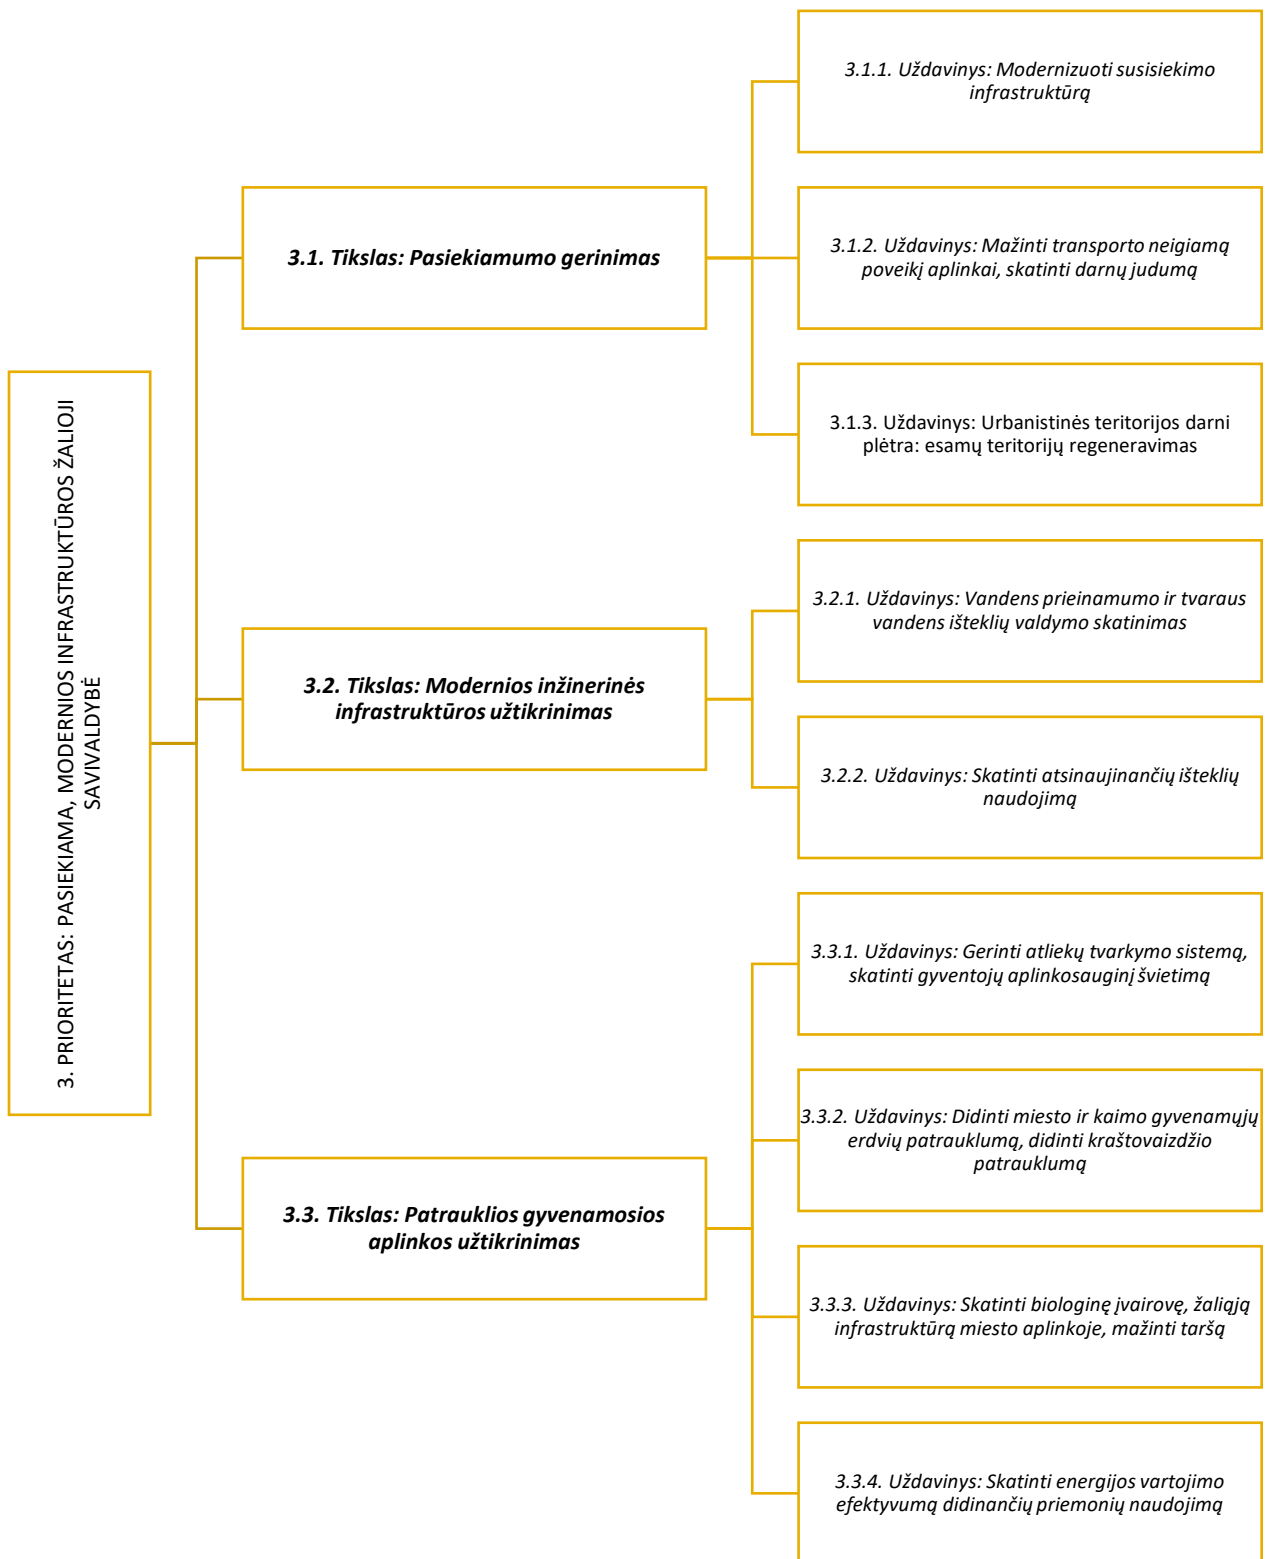 3. PRIORITETAS: PASIEKIAMA, MODERNIOS INFRASTRUKTŪROS ŽALIOJI
SAVIVALDYBĖ
3.1. Tikslas: Pasiekiamumo gerinimas
3.1.1. Uždavinys: Modernizuoti susisiekimo
infrastruktūrą
3.1.2. Uždavinys: Mažinti transporto neigiamą
poveikį aplinkai, skatinti darnų judumą
3.1.3. Uždavinys: Urbanistinės teritorijos darni
plėtra: esamų teritorijų regeneravimas
3.2. Tikslas: Modernios inžinerinės
infrastruktūros užtikrinimas
3.2.1. Uždavinys: Vandens prieinamumo ir tvaraus
vandens išteklių valdymo skatinimas
3.2.2. Uždavinys: Skatinti atsinaujinančių išteklių
naudojimą
3.3. Tikslas: Patrauklios gyvenamosios
aplinkos užtikrinimas
3.3.1. Uždavinys: Gerinti atliekų tvarkymo sistemą,
skatinti gyventojų aplinkosauginį švietimą
3.3.2. Uždavinys: Didinti miesto ir kaimo gyvenamųjų
erdvių patrauklumą, didinti kraštovaizdžio
patrauklumą
3.3.3. Uždavinys: Skatinti biologinę įvairovę, žaliąją
infrastruktūrą miesto aplinkoje, mažinti taršą
3.3.4. Uždavinys: Skatinti energijos vartojimo
efektyvumą didinančių priemonių naudojimą